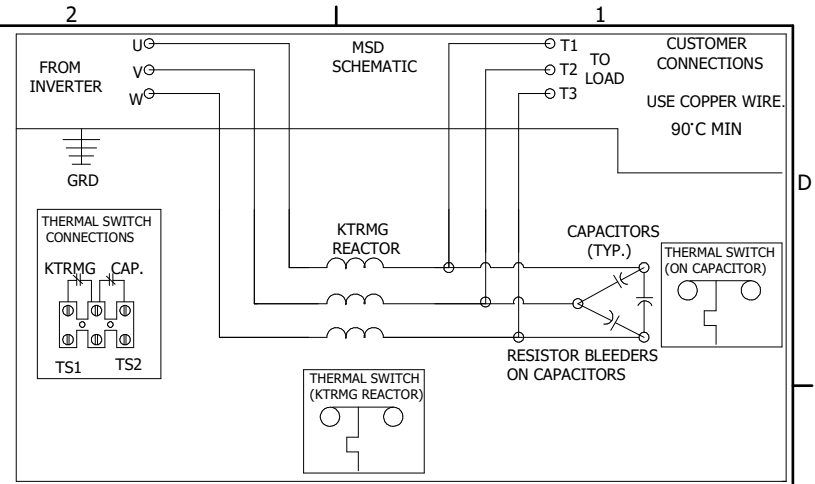 2
1
U
V
W
FROM
INVERTER
MSD
SCHEMATIC
T1
T2
T3
TO
LOAD
CUSTOMER
CONNECTIONS
USE COPPER WIRE.
90°C MIN
GRD
D
THERMAL SWITCH
CONNECTIONS
KTRMG CAP.
TS1 TS2
KTRMG
REACTOR
CAPACITORS
(TYP.)
THERMAL SWITCH
(ON CAPACITOR)
RESISTOR BLEEDERS
ON CAPACITORS
THERMAL SWITCH
(KTRMG REACTOR)